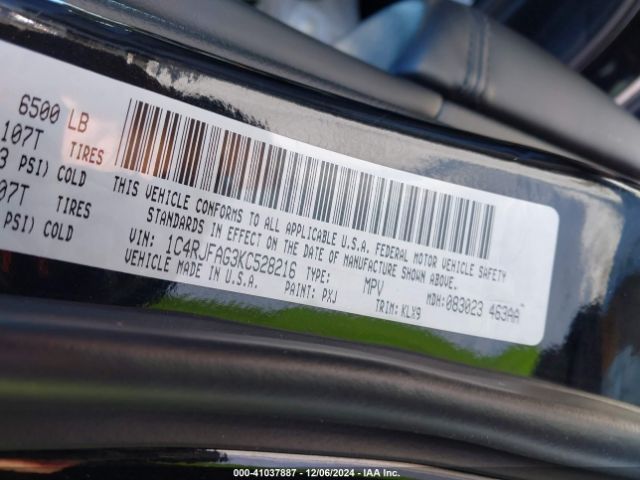 6500 LB
107T TIRES
3 PSI) COLD
07T TIRES
PSI) COLD
THIS VEHICLE CONFORMS TO ALL APPLICABLE U.S.A. FEDERAL MOTOR VEHICLE SAFETY
STANDARDS IN EFFECT ON THE DATE OF MANUFACTURE SHOWN ABOVE.
VIN: 1C4RJFAG3KC528216 TYPE: MPV
VEHICLE MADE IN U.S.A. PAINT: PXJ TRIM: KLX9 MDH: 083023 463AA
000-41037887 - 12/06/2024 - IAA Inc.